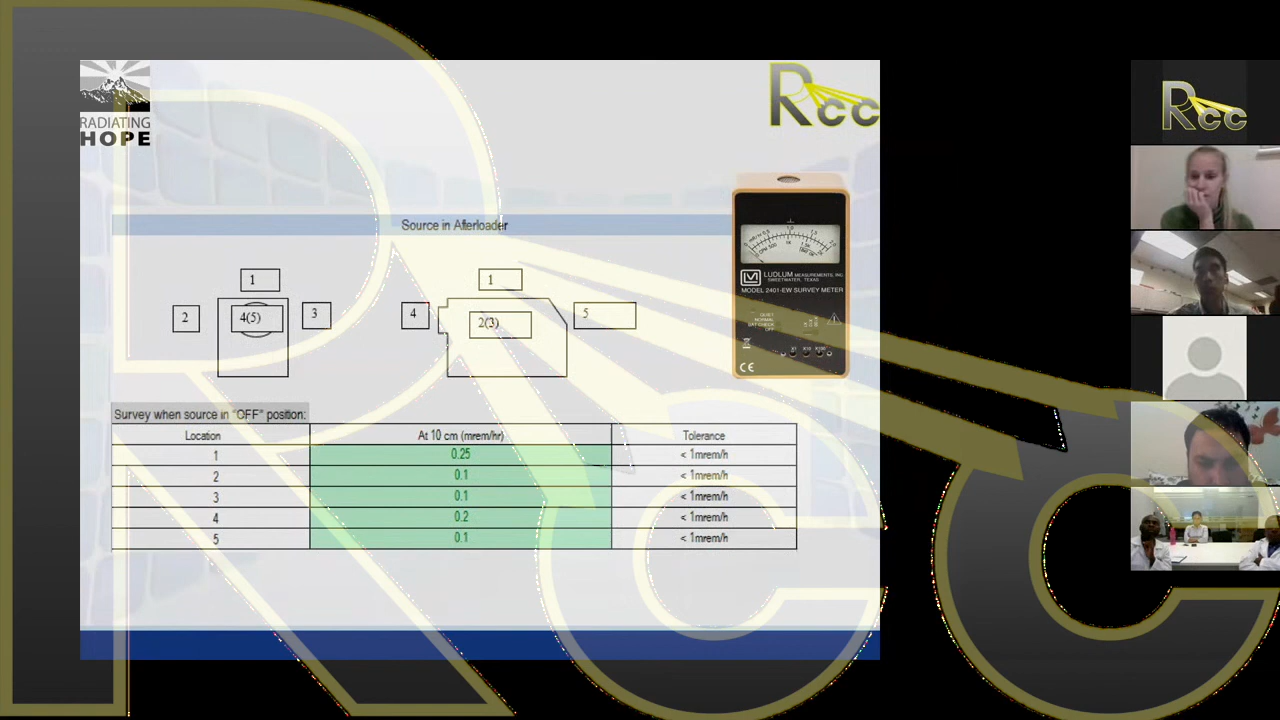 RADIATING
HOPE
Rcc
Rcc
Source in Afterloader
1
2
4(5)
3
1
4
2(3)
5
LUDLUM MEASUREMENTS, INC.
SWEETWATER, TEXAS
MODEL 2401-EW SURVEY METER
CE
Survey when source in "OFF" position:
Location At 10 cm (mrem/hr) Tolerance
1 0.25 < 1mrem/h
2 0.1 < 1mrem/h
3 0.1 < 1mrem/h
4 0.2 < 1mrem/h
5 0.1 < 1mrem/h
Rcc